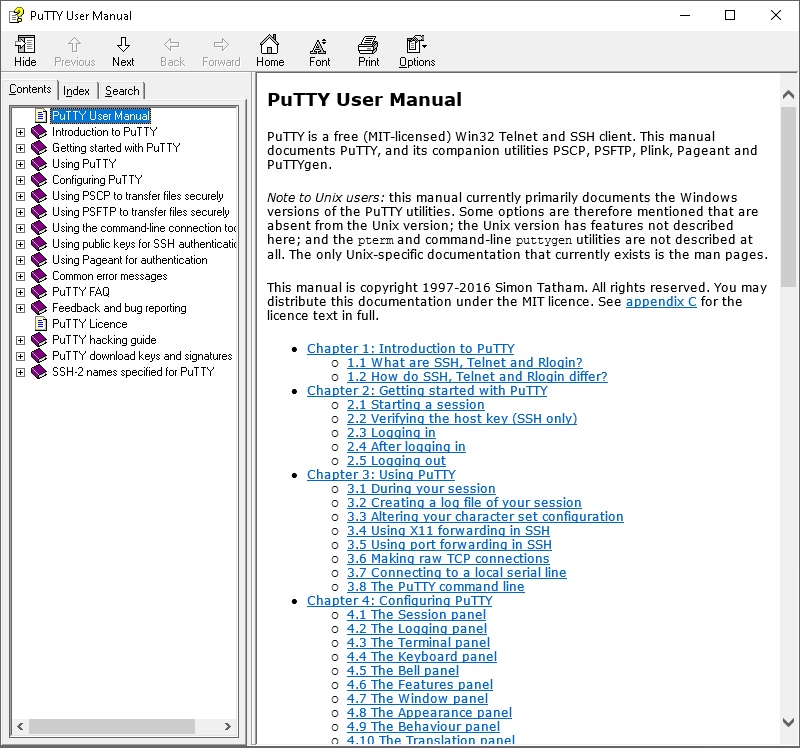 PuTTY User Manual
Hide Previous Next Back Forward Home Font Print Options
Contents Index Search
PuTTY User Manual
Introduction to PuTTY
Getting started with PuTTY
Using PuTTY
Configuring PuTTY
Using PSCP to transfer files securely
Using PSFTP to transfer files securely
Using the command-line connection too
Using public keys for SSH authenticatio
Using Pageant for authentication
Common error messages
PuTTY FAQ
Feedback and bug reporting
PuTTY Licence
PuTTY hacking guide
PuTTY download keys and signatures
SSH-2 names specified for PuTTY
PuTTY User Manual
PuTTY is a free (MIT-licensed) Win32 Telnet and SSH client. This manual
documents PuTTY, and its companion utilities PSCP, PSFTP, Plink, Pageant and
PuTTYgen.
Note to Unix users: this manual currently primarily documents the Windows
versions of the PuTTY utilities. Some options are therefore mentioned that are
absent from the Unix version; the Unix version has features not described
here; and the pterm and command-line puttygen utilities are not described at
all. The only Unix-specific documentation that currently exists is the man pages.
This manual is copyright 1997-2016 Simon Tatham. All rights reserved. You may
distribute this documentation under the MIT licence. See appendix C for the
licence text in full.
• Chapter 1: Introduction to PuTTY
○ 1.1 What are SSH, Telnet and Rlogin?
○ 1.2 How do SSH, Telnet and Rlogin differ?
• Chapter 2: Getting started with PuTTY
○ 2.1 Starting a session
○ 2.2 Verifying the host key (SSH only)
○ 2.3 Logging in
○ 2.4 After logging in
○ 2.5 Logging out
• Chapter 3: Using PuTTY
○ 3.1 During your session
○ 3.2 Creating a log file of your session
○ 3.3 Altering your character set configuration
○ 3.4 Using X11 forwarding in SSH
○ 3.5 Using port forwarding in SSH
○ 3.6 Making raw TCP connections
○ 3.7 Connecting to a local serial line
○ 3.8 The PuTTY command line
• Chapter 4: Configuring PuTTY
○ 4.1 The Session panel
○ 4.2 The Logging panel
○ 4.3 The Terminal panel
○ 4.4 The Keyboard panel
○ 4.5 The Bell panel
○ 4.6 The Features panel
○ 4.7 The Window panel
○ 4.8 The Appearance panel
○ 4.9 The Behaviour panel
○ 4.10 The Translation panel